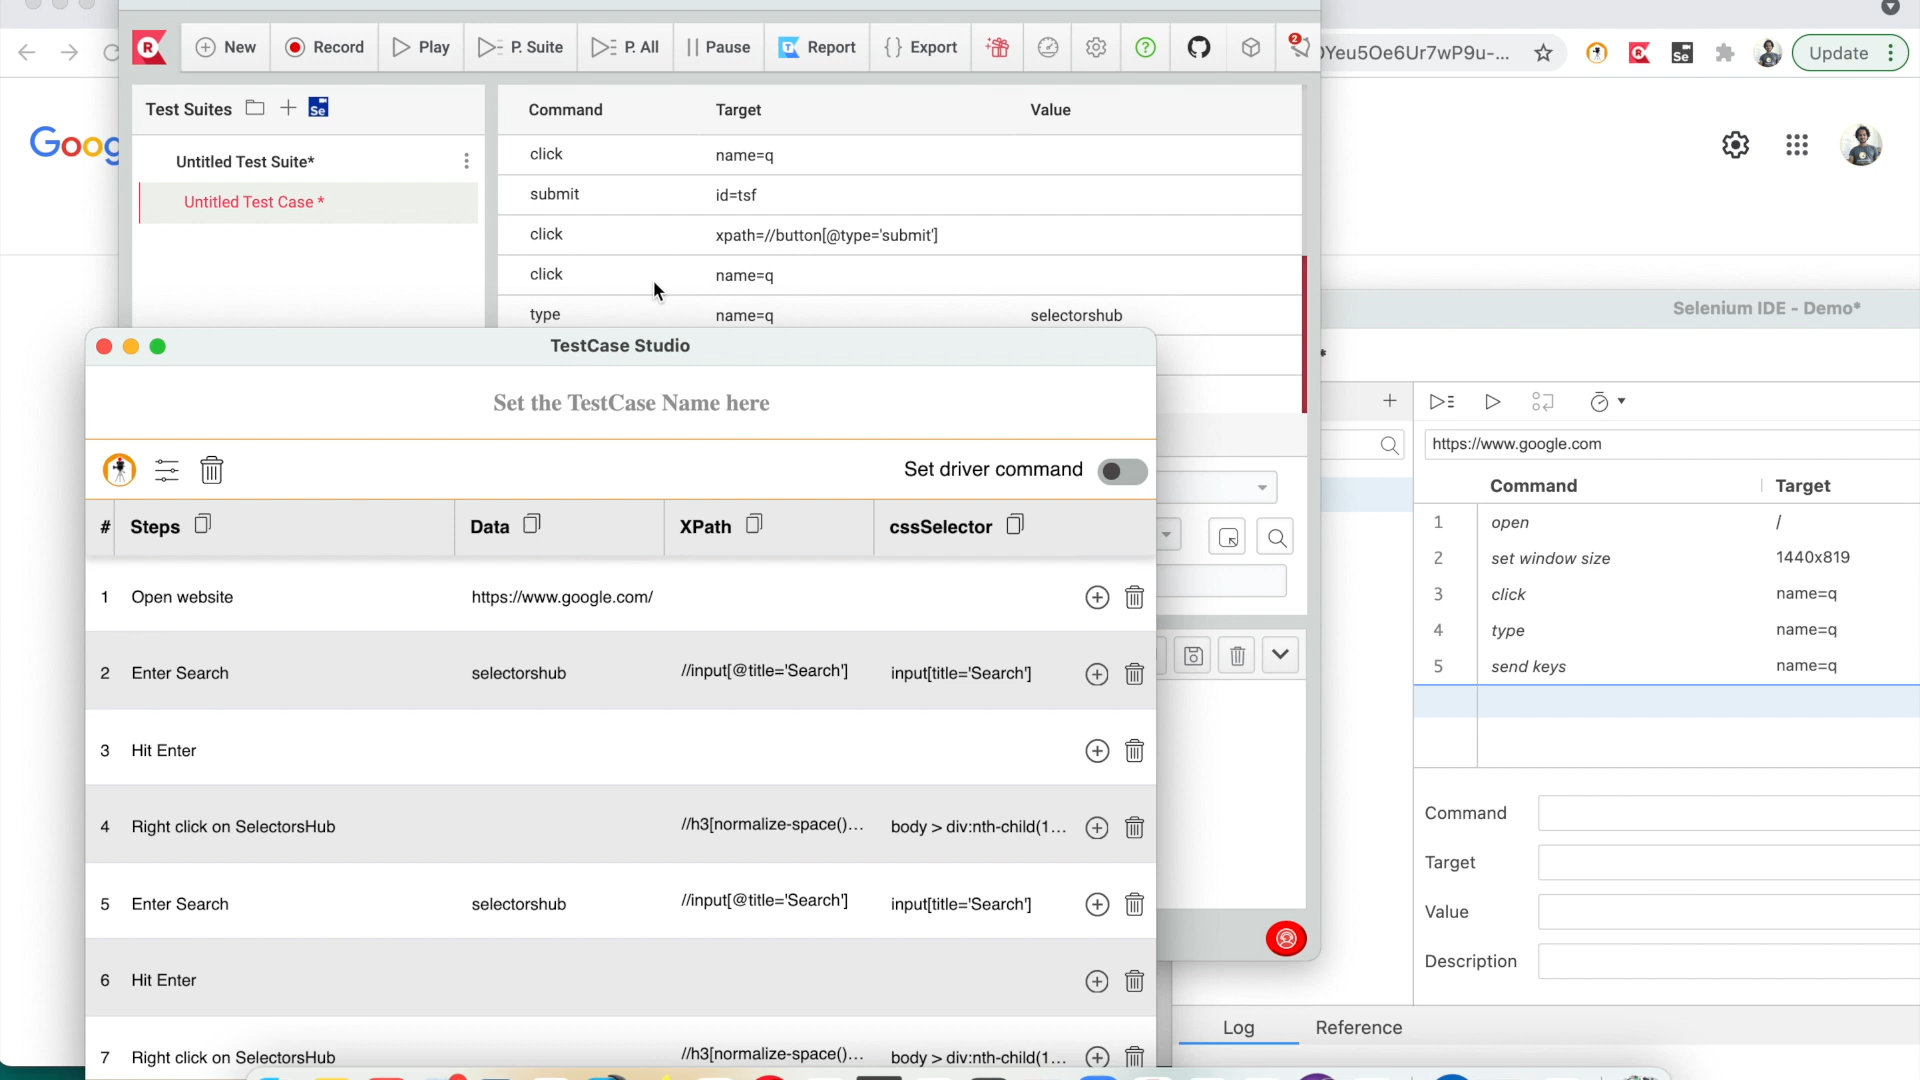 New
Record
Play
P. Suite
P. All
Pause
Report
Export
2
Yeu5Oe6Ur7wP9u-...
Update
Goog
Test Suites
Se
Untitled Test Suite*
Untitled Test Case *
Command Target Value
click name=q
submit id=tsf
click xpath=//button[@type='submit']
click name=q
type name=q selectorshub
Selenium IDE - Demo*
https://www.google.com
Command Target
1 open /
2 set window size 1440x819
3 click name=q
4 type name=q
5 send keys name=q
Command
Target
Value
Description
Log Reference
TestCase Studio
Set the TestCase Name here
Set driver command
# Steps Data XPath cssSelector
1 Open website https://www.google.com/
2 Enter Search selectorshub //input[@title='Search'] input[title='Search']
3 Hit Enter
4 Right click on SelectorsHub //h3[normalize-space()... body > div:nth-child(1...
5 Enter Search selectorshub //input[@title='Search'] input[title='Search']
6 Hit Enter
7 Right click on SelectorsHub //h3[normalize-space()... body > div:nth-child(1...